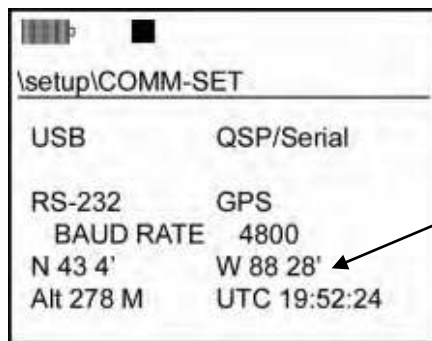 \setup\COMM-SET
USB QSP/Serial
RS-232 GPS
BAUD RATE 4800
N 43 4' W 88 28'
Alt 278 M UTC 19:52:24